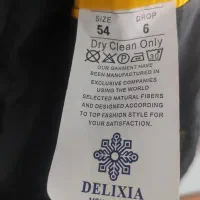 SIZE DROP
54 6
Dry Clean Only
OUR GARMENT HAVE
BEEN MANUFACTURED IN
EXCLUSIVE COMPANIES
USING THE WORLD
SELECTED NATURAL FIBERS
AND DESIGNED ACCORDING
TO TOP FASHION STYLE FOR
YOUR SATISFACTION.
DELIXIA